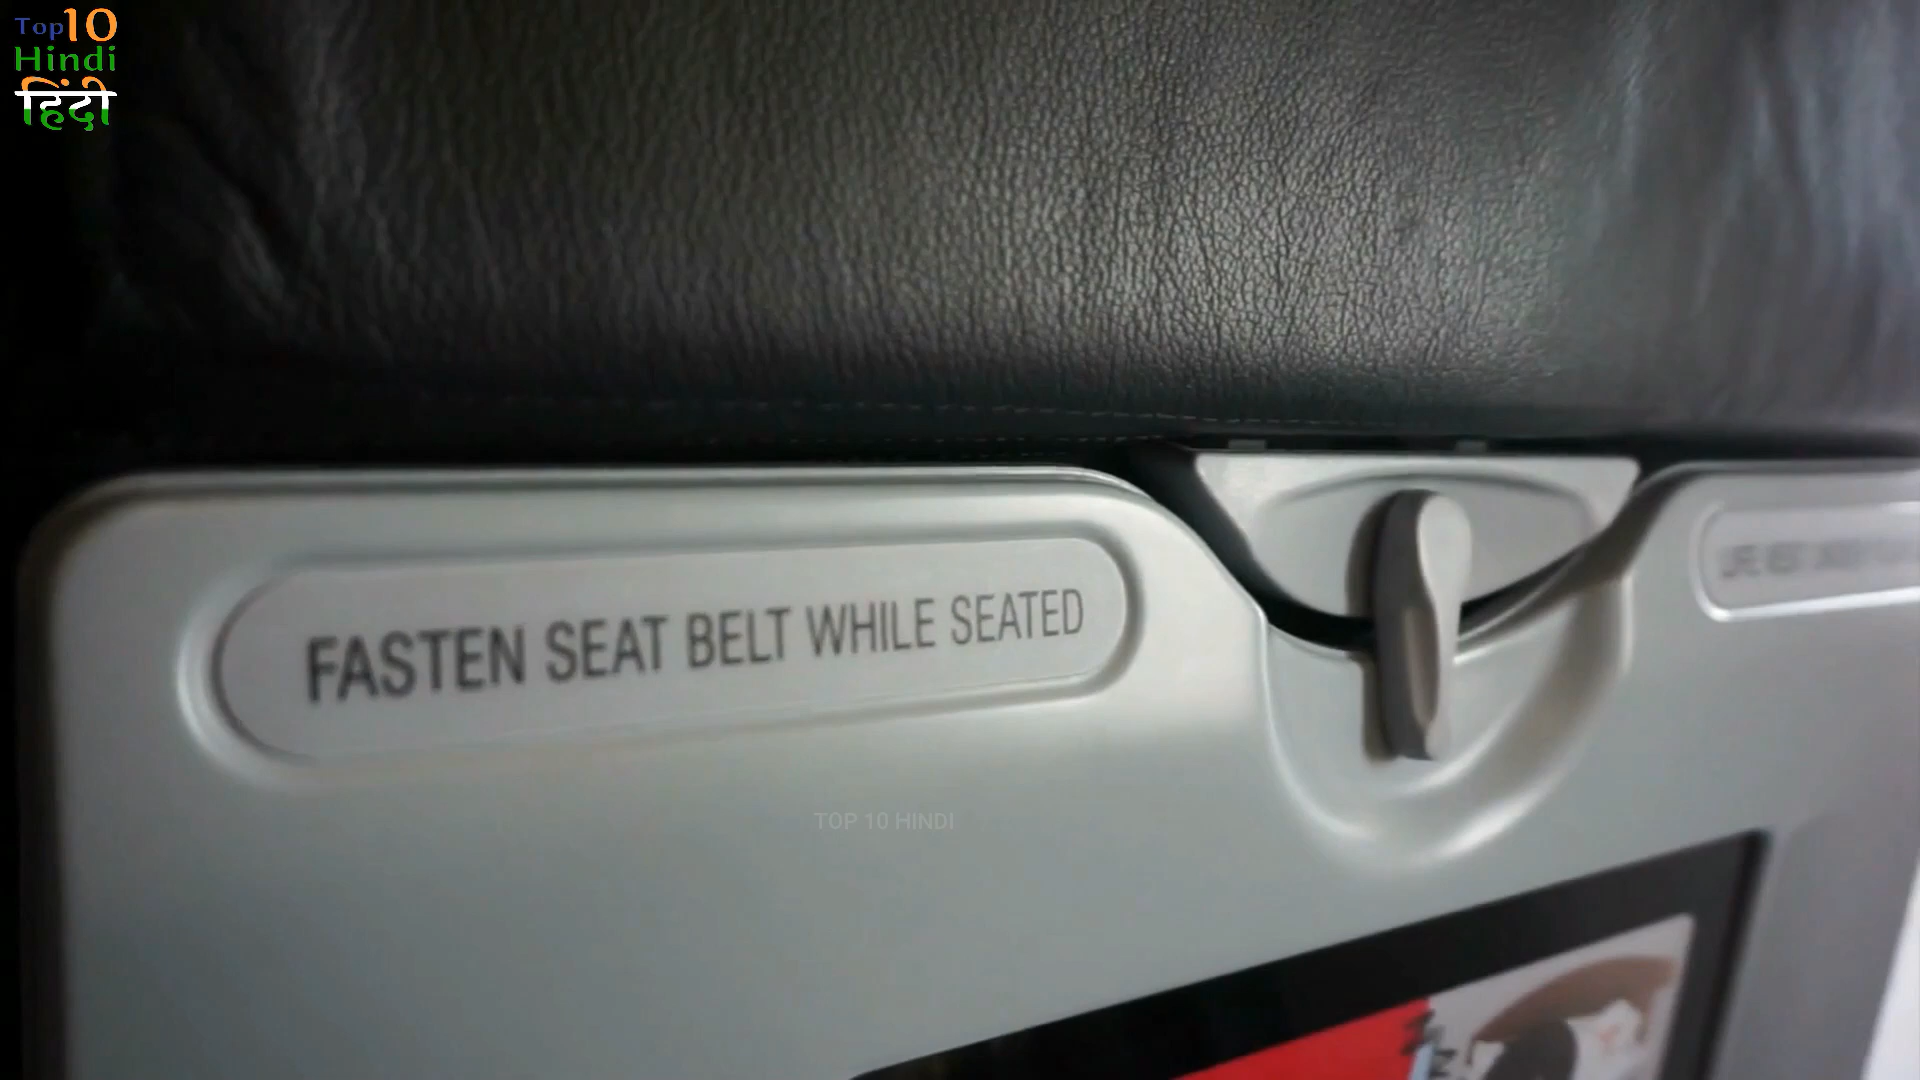 Top10
Hindi
हिंदी
FASTEN SEAT BELT WHILE SEATED
TOP 10 HINDI